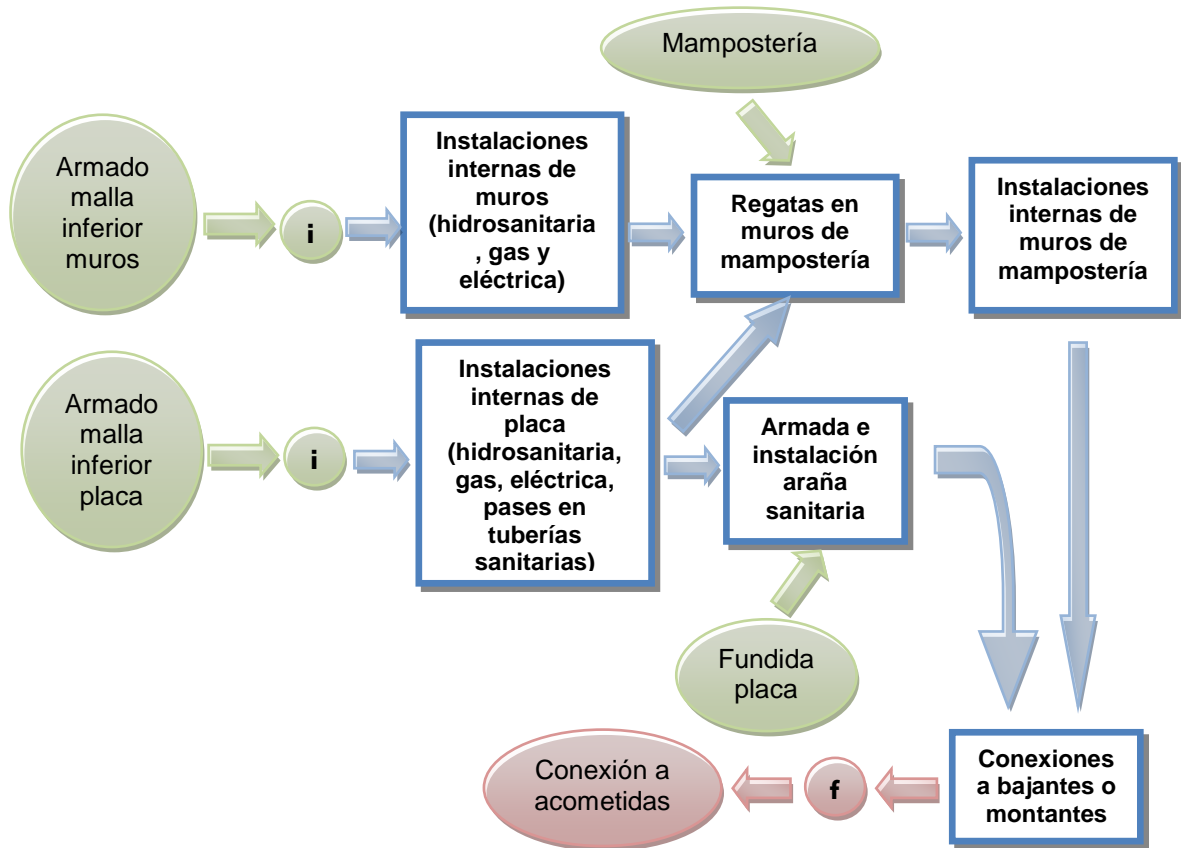 Mampostería
Armado
malla
inferior
muros
i
Instalaciones
internas de
muros
(hidrosanitaria
, gas y
eléctrica)
Regatas en
muros de
mampostería
Instalaciones
internas de
muros de
mampostería
Armado
malla
inferior
placa
i
Instalaciones
internas de
placa
(hidrosanitaria,
gas, eléctrica,
pases en
tuberías
sanitarias)
Armada e
instalación
araña
sanitaria
Fundida
placa
Conexión a
acometidas
f
Conexiones
a bajantes o
montantes